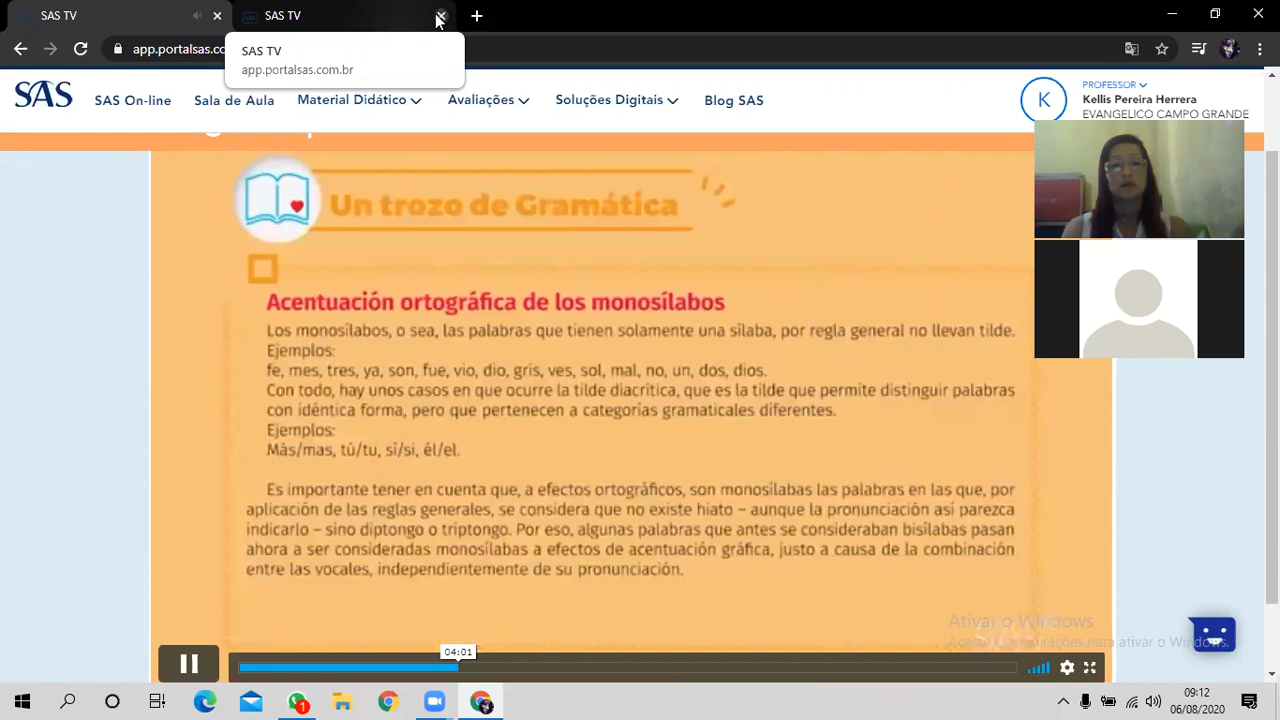 SAS TV
SAS TV
SAS TV
app.portalsas.com.br
app.portalsas.co
SAS
SAS On-line
Sala de Aula
Material Didático
Avaliações
Soluções Digitais
Blog SAS
K
PROFESSOR
Kellis Pereira Herrera
EVANGELICO CAMPO GRANDE
Un trozo de Gramática
Acentuación ortográfica de los monosílabos
Los monosílabos, o sea, las palabras que tienen solamente una sílaba, por regla general no llevan tilde.
Ejemplos:
fe, mes, tres, ya, son, fue, vio, dio, gris, ves, sol, mal, no, un, dos, dios.
Con todo, hay unos casos en que ocurre la tilde diacrítica, que es la tilde que permite distinguir palabras
con idéntica forma, pero que pertenecen a categorías gramaticales diferentes.
Ejemplos:
Más/mas, tú/tu, sí/si, él/el.
Es importante tener en cuenta que, a efectos ortográficos, son monosílabas las palabras en las que, por
aplicación de las reglas generales, se considera que no existe hiato – aunque la pronunciación así parezca
indicarlo – sino diptongo o triptongo. Por eso, algunas palabras que antes se consideraban bisílabas pasan
ahora a ser consideradas monosílabas a efectos de acentuación gráfica, justo a causa de la combinación
entre las vocales, independientemente de su pronunciación.
Ativar o Windows
Acesse Configurações para ativar o Windows.
04:01
1
09:12
06/08/2020